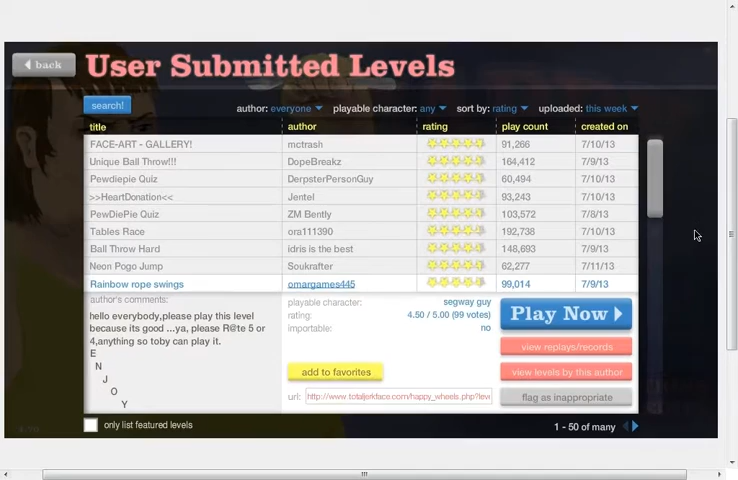 back
User Submitted Levels
search!
author: everyone playable character: any sort by: rating uploaded: this week
title author rating play count created on
FACE-ART - GALLERY! mctrash 91,266 7/10/13
Unique Ball Throw!!! DopeBreakz 164,412 7/9/13
Pewdiepie Quiz DerpsterPersonGuy 60,494 7/10/13
>>HeartDonation<< Jentel 93,243 7/10/13
PewDiePie Quiz ZM Bently 103,572 7/8/13
Tables Race ora111390 192,738 7/10/13
Ball Throw Hard idris is the best 148,693 7/9/13
Neon Pogo Jump Soukrafter 62,277 7/11/13
Rainbow rope swings omargames445 99,014 7/9/13
author's comments:
hello everybody,please play this level
because its good ...ya, please R@te 5 or
4,anything so toby can play it.
E
N
J
O
Y
playable character: segway guy
rating: 4.50 / 5.00 (99 votes)
importable: no
add to favorites
url: http://www.totaljerkface.com/happy_wheels.php?leve
Play Now
view replays/records
view levels by this author
flag as inappropriate
only list featured levels
1 - 50 of many